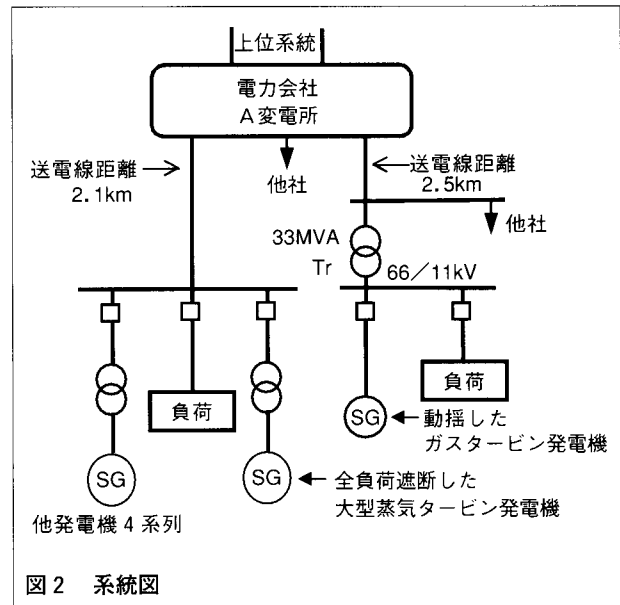 上位系統
電力会社
A変電所
送電線距離
2.1km
他社
送電線距離
2.5km
他社
33MVA
Tr
66／11kV
負荷
負荷
SG
動揺した
ガスタービン発電機
SG
SG
全負荷遮断した
大型蒸気タービン発電機
他発電機4系列
図2 系統図